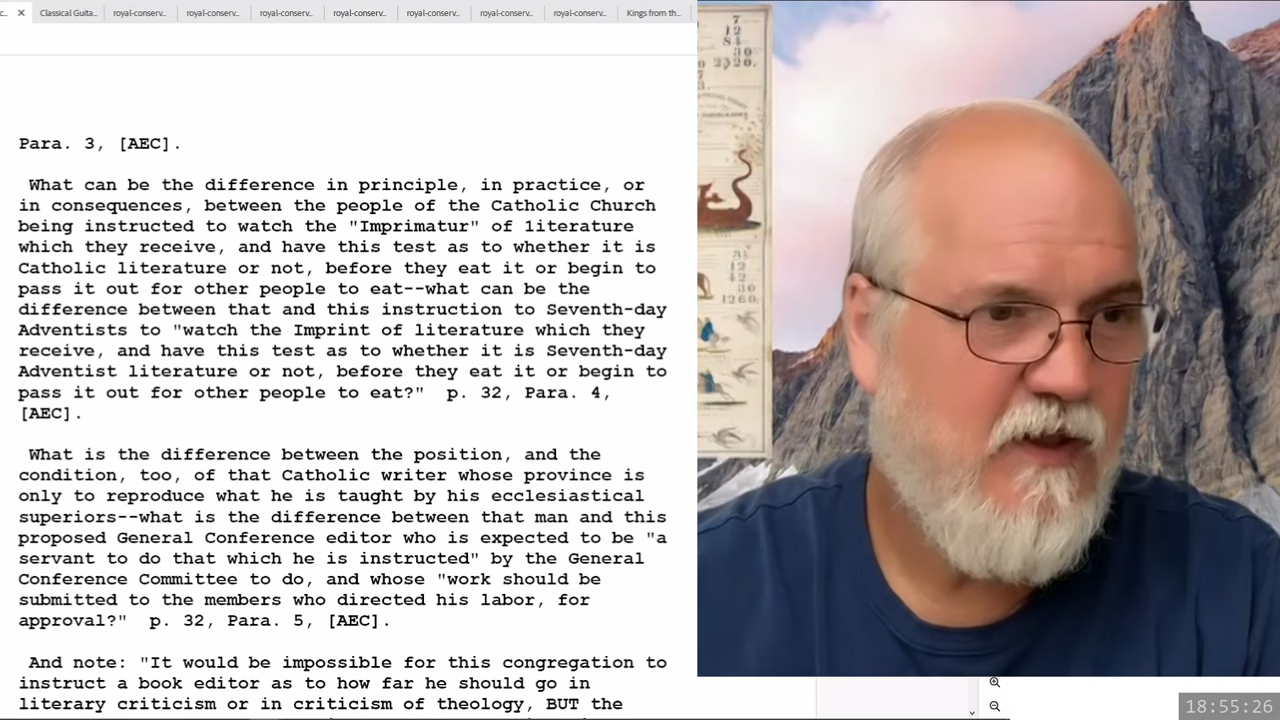 c..
Classical Guita...
royal-conserv...
royal-conserv...
royal-conserv...
royal-conserv...
royal-conserv...
royal-conserv...
royal-conserv...
Kings from th...
Para. 3, [AEC].
What can be the difference in principle, in practice, or
in consequences, between the people of the Catholic Church
being instructed to watch the "Imprimatur" of literature
which they receive, and have this test as to whether it is
Catholic literature or not, before they eat it or begin to
pass it out for other people to eat--what can be the
difference between that and this instruction to Seventh-day
Adventists to "watch the Imprint of literature which they
receive, and have this test as to whether it is Seventh-day
Adventist literature or not, before they eat it or begin to
pass it out for other people to eat?"  p. 32, Para. 4,
[AEC].
What is the difference between the position, and the
condition, too, of that Catholic writer whose province is
only to reproduce what he is taught by his ecclesiastical
superiors--what is the difference between that man and this
proposed General Conference editor who is expected to be "a
servant to do that which he is instructed" by the General
Conference Committee to do, and whose "work should be
submitted to the members who directed his labor, for
approval?"  p. 32, Para. 5, [AEC].
And note: "It would be impossible for this congregation to
instruct a book editor as to how far he should go in
literary criticism or in criticism of theology, BUT the
7
12
30
2520.
12
30
1260.
18:55:26